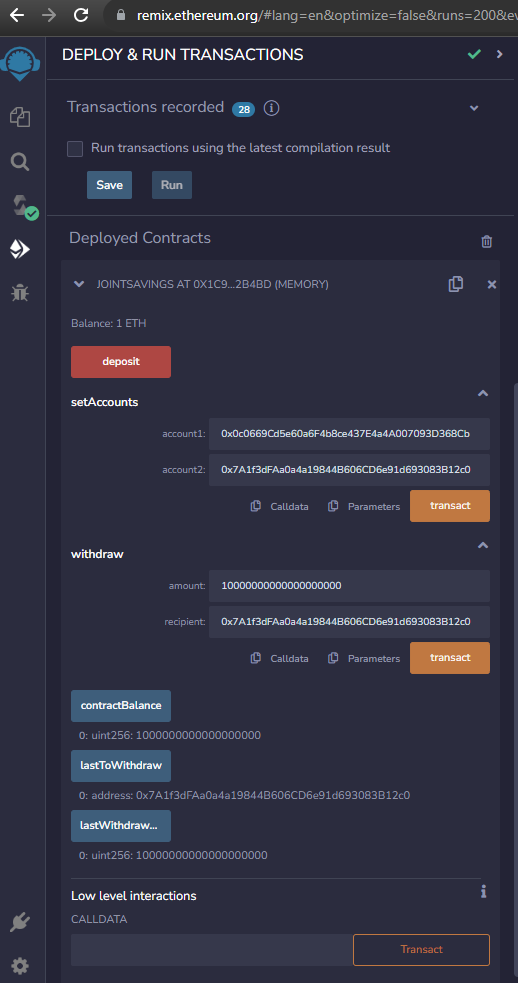 remix.ethereum.org/#lang=en&optimize=false&runs=200&ev
DEPLOY & RUN TRANSACTIONS
Transactions recorded 28
Run transactions using the latest compilation result
Save Run
Deployed Contracts
JOINTSAVINGS AT 0X1C9...2B4BD (MEMORY)
Balance: 1 ETH
deposit
setAccounts
account1: 0x0c0669Cd5e60a6F4b8ce437E4a4A007093D368Cb
account2: 0x7A1f3dFAa0a4a19844B606CD6e91d693083B12c0
Calldata Parameters transact
withdraw
amount: 10000000000000000000
recipient: 0x7A1f3dFAa0a4a19844B606CD6e91d693083B12c0
Calldata Parameters transact
contractBalance
0: uint256: 1000000000000000000
lastToWithdraw
0: address: 0x7A1f3dFAa0a4a19844B606CD6e91d693083B12c0
lastWithdraw...
0: uint256: 10000000000000000000
Low level interactions
CALLDATA
Transact